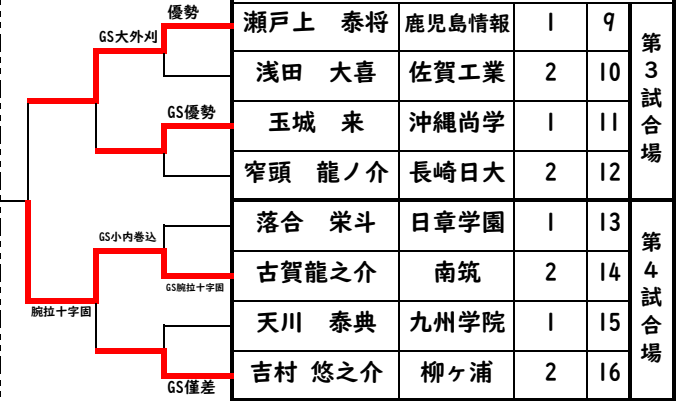 優勢
GS大外刈
GS優勢
GS小内巻込
GS腕拉十字固
腕拉十字固
GS僅差
瀬戸上　泰将 鹿児島情報 1 9
浅田　大喜 佐賀工業 2 10
玉城　来 沖縄尚学 1 11
窄頭　龍ノ介 長崎日大 2 12
第3試合場
落合　栄斗 日章学園 1 13
古賀龍之介 南筑 2 14
天川　泰典 九州学院 1 15
吉村 悠之介 柳ヶ浦 2 16
第4試合場